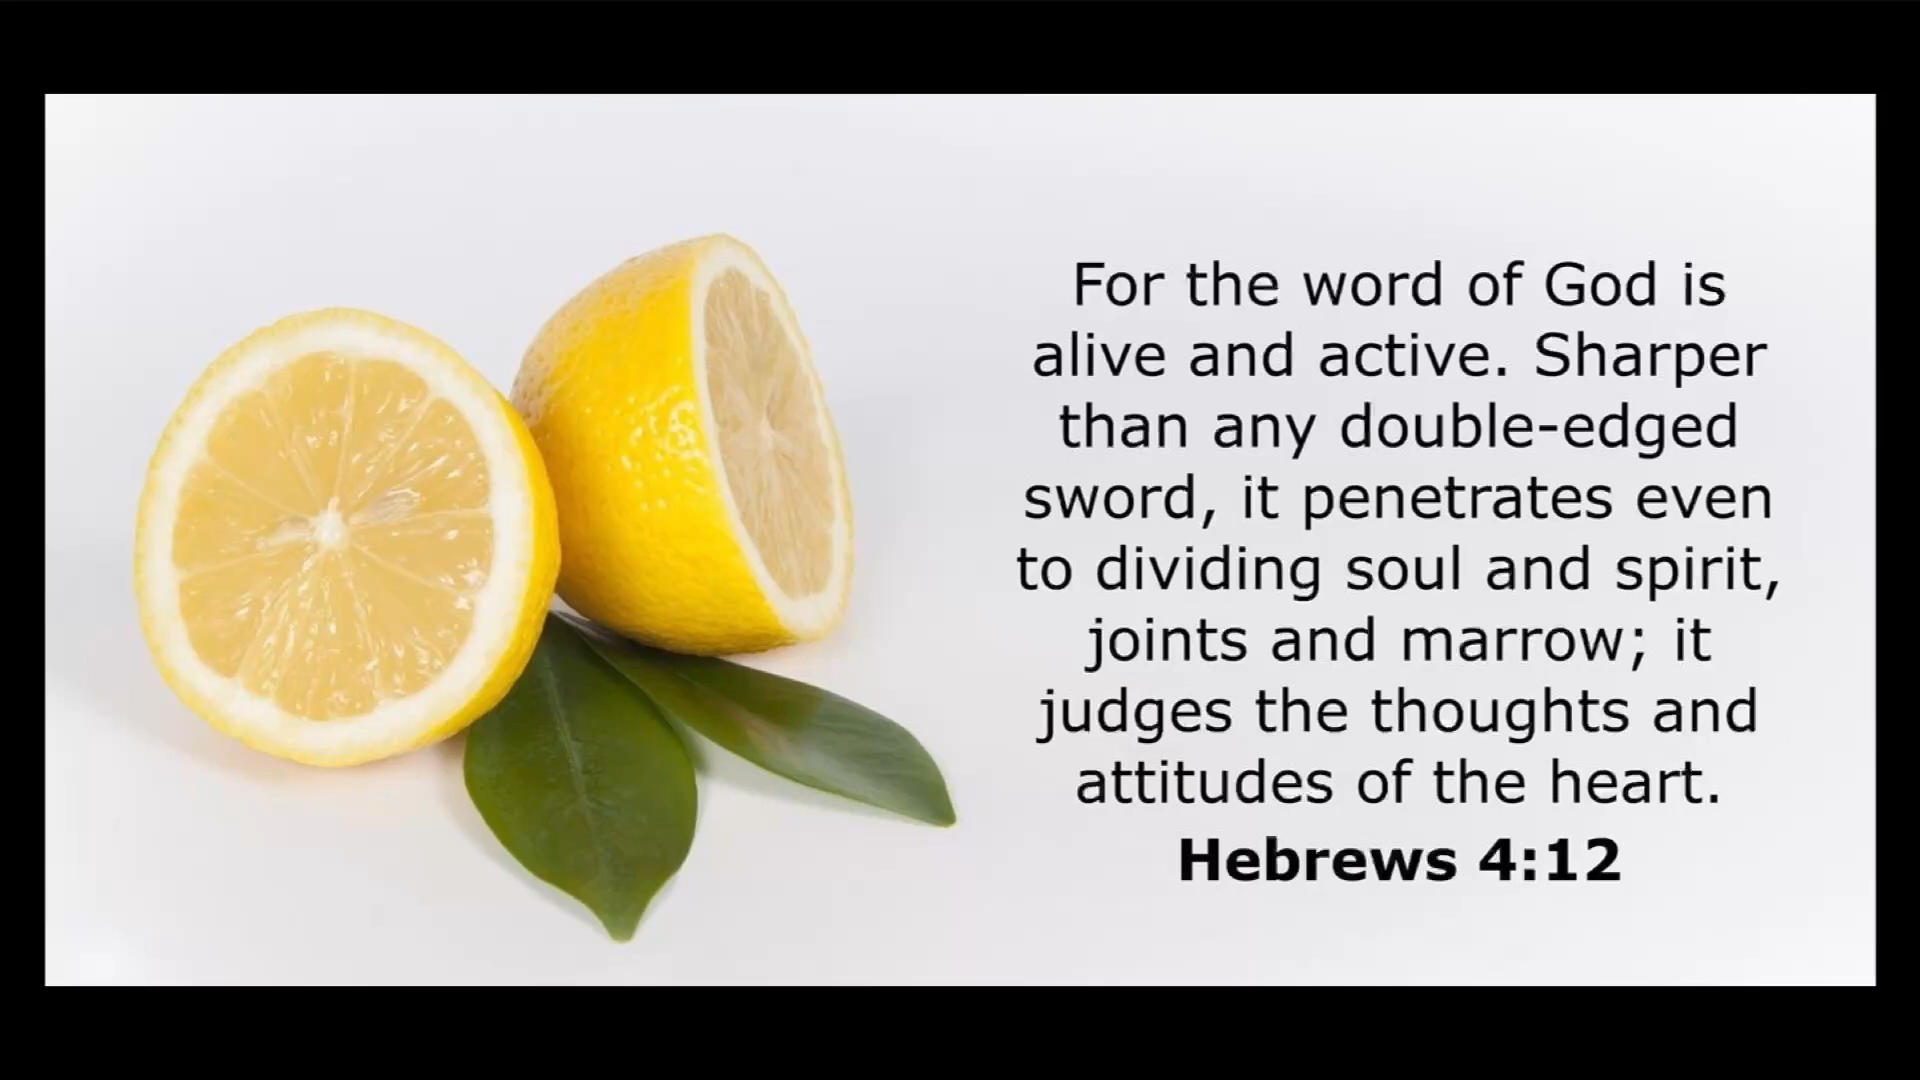 For the word of God is
alive and active. Sharper
than any double-edged
sword, it penetrates even
to dividing soul and spirit,
joints and marrow; it
judges the thoughts and
attitudes of the heart.
Hebrews 4:12